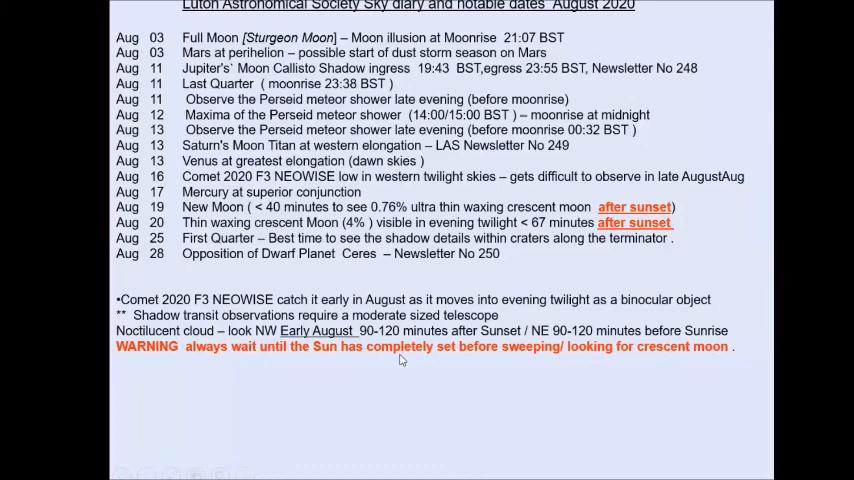 Luton Astronomical Society Sky diary and notable dates August 2020
Aug 03 Full Moon [Sturgeon Moon] – Moon illusion at Moonrise 21:07 BST
Aug 03 Mars at perihelion – possible start of dust storm season on Mars
Aug 11 Jupiter's` Moon Callisto Shadow ingress 19:43 BST,egress 23:55 BST, Newsletter No 248
Aug 11 Last Quarter ( moonrise 23:38 BST )
Aug 11 Observe the Perseid meteor shower late evening (before moonrise)
Aug 12 Maxima of the Perseid meteor shower (14:00/15:00 BST ) – moonrise at midnight
Aug 13 Observe the Perseid meteor shower late evening (before moonrise 00:32 BST )
Aug 13 Saturn's Moon Titan at western elongation – LAS Newsletter No 249
Aug 13 Venus at greatest elongation (dawn skies )
Aug 16 Comet 2020 F3 NEOWISE low in western twilight skies – gets difficult to observe in late AugustAug
Aug 17 Mercury at superior conjunction
Aug 19 New Moon ( < 40 minutes to see 0.76% ultra thin waxing crescent moon after sunset)
Aug 20 Thin waxing crescent Moon (4% ) visible in evening twilight < 67 minutes after sunset
Aug 25 First Quarter – Best time to see the shadow details within craters along the terminator .
Aug 28 Opposition of Dwarf Planet Ceres – Newsletter No 250
•Comet 2020 F3 NEOWISE catch it early in August as it moves into evening twilight as a binocular object
** Shadow transit observations require a moderate sized telescope
Noctilucent cloud – look NW Early August 90-120 minutes after Sunset / NE 90-120 minutes before Sunrise
WARNING always wait until the Sun has completely set before sweeping/ looking for crescent moon .